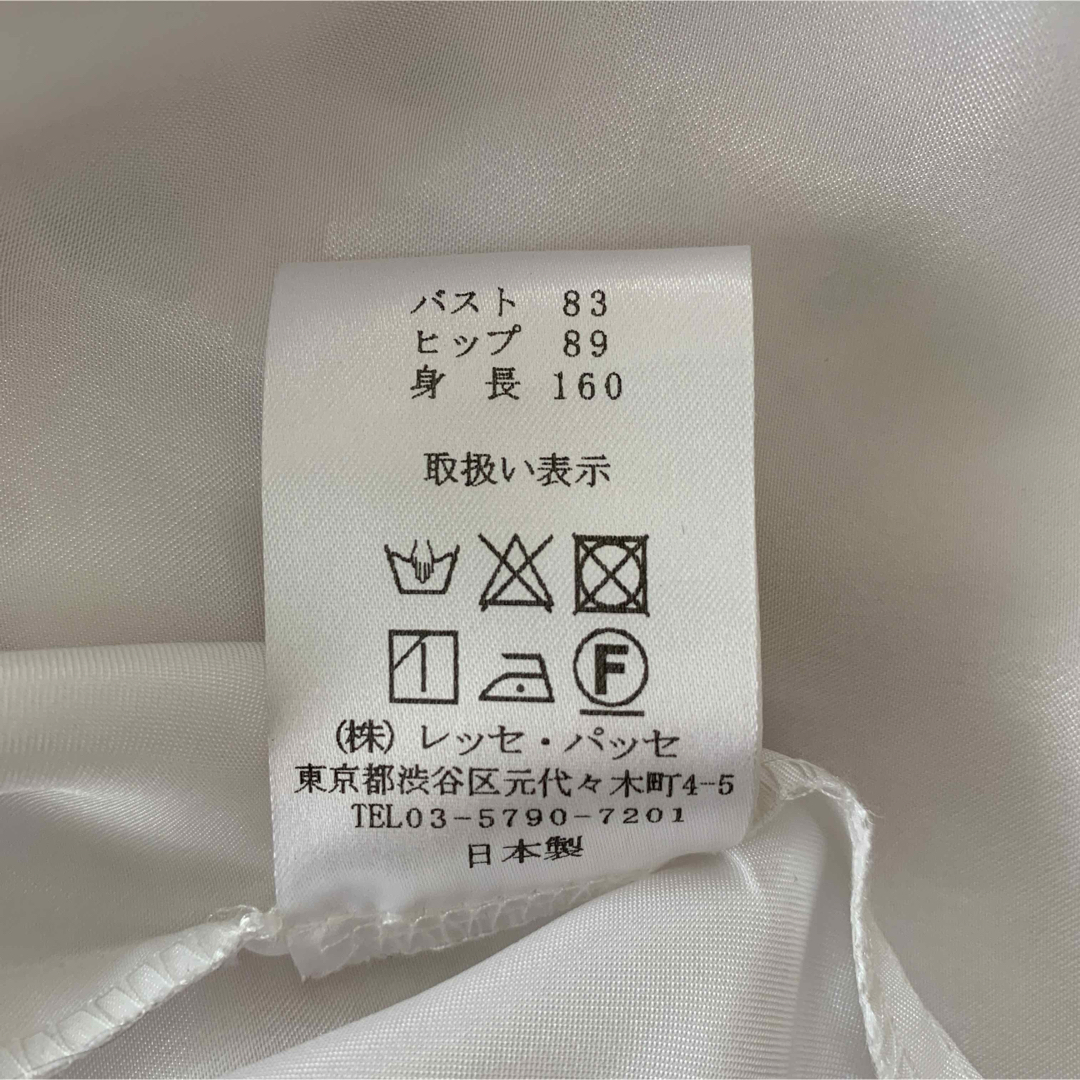 バスト 83
ヒップ 89
身 長 160
取扱い表示
F
(株) レッセ・パッセ
東京都渋谷区元代々木町4-5
TEL03-5790-7201
日本製